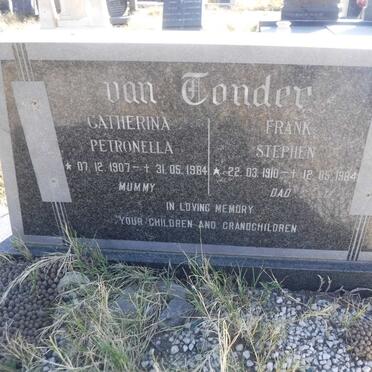 van Tonder
CATHERINA
PETRONELLA
* 07.12.1907 - † 31.05.1984
MUMMY
FRANK
STEPHEN
* 22.03.1910 - † 12.05.1984
DAD
IN LOVING MEMORY
YOUR CHILDREN AND GRANDCHILDREN